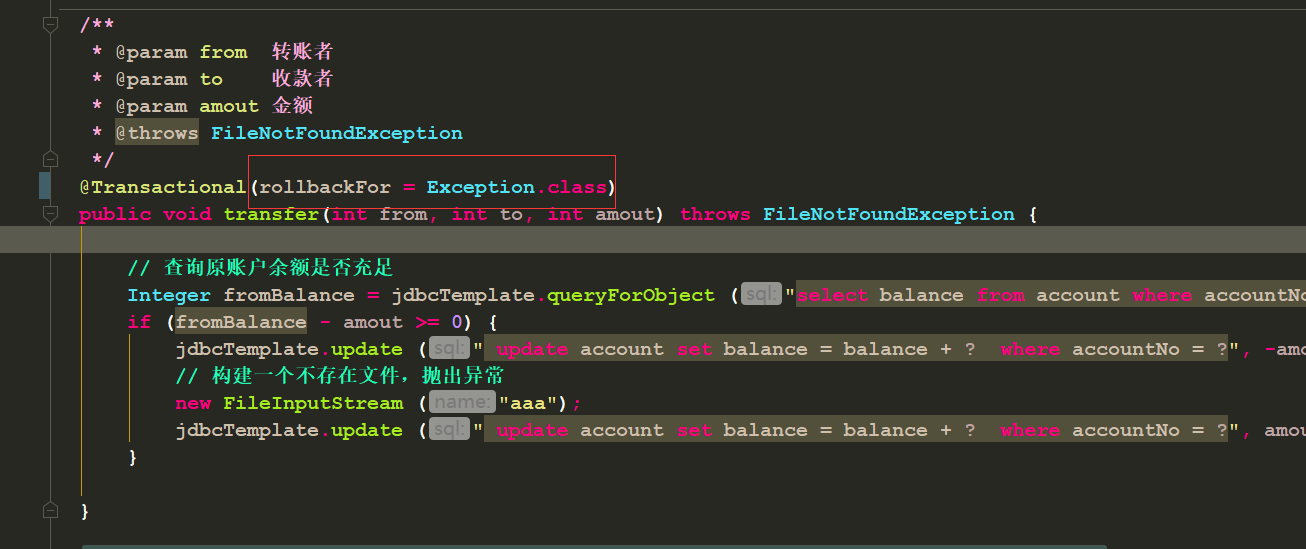 /**
* @param from 转账者
* @param to 收款者
* @param amout 金额
* @throws FileNotFoundException
*/
@Transactional(rollbackFor = Exception.class)
public void transfer(int from, int to, int amout) throws FileNotFoundException {
// 查询原账户余额是否充足
Integer fromBalance = jdbcTemplate.queryForObject (sql: "select balance from account where accountNo
if (fromBalance - amout >= 0) {
jdbcTemplate.update (sql: " update account set balance = balance + ?  where accountNo = ?", -amo
// 构建一个不存在文件，抛出异常
new FileInputStream (name: "aaa");
jdbcTemplate.update (sql: " update account set balance = balance + ?  where accountNo = ?", amou
}
}